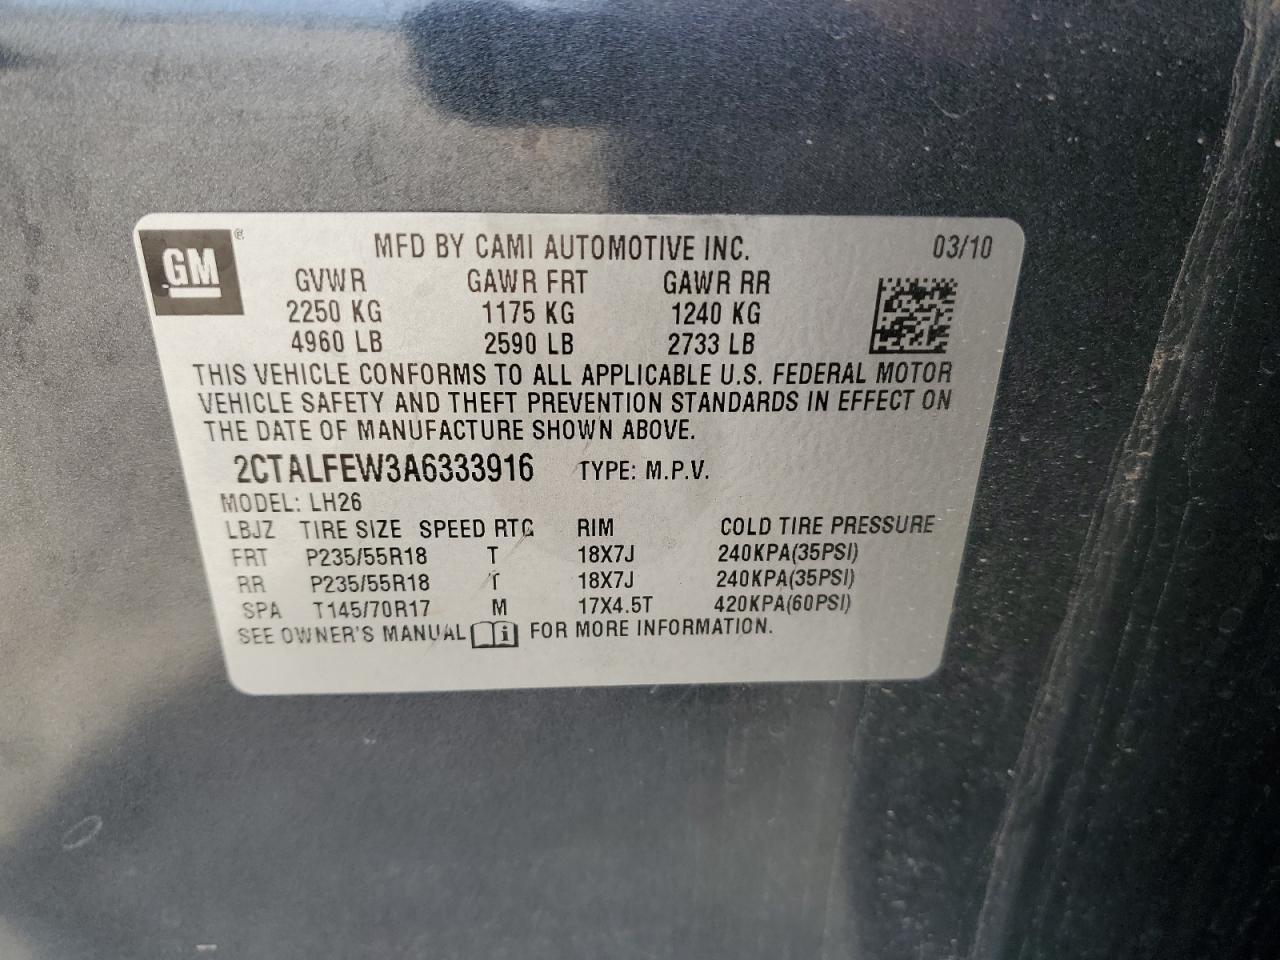 GM ®
MFD BY CAMI AUTOMOTIVE INC. 03/10
GVWR GAWR FRT GAWR RR
2250 KG 1175 KG 1240 KG
4960 LB 2590 LB 2733 LB
THIS VEHICLE CONFORMS TO ALL APPLICABLE U.S. FEDERAL MOTOR
VEHICLE SAFETY AND THEFT PREVENTION STANDARDS IN EFFECT ON
THE DATE OF MANUFACTURE SHOWN ABOVE.
2CTALFEW3A6333916 TYPE: M.P.V.
MODEL: LH26
LBJZ TIRE SIZE SPEED RTG RIM COLD TIRE PRESSURE
FRT P235/55R18 T 18X7J 240KPA(35PSI)
RR P235/55R18 T 18X7J 240KPA(35PSI)
SPA T145/70R17 M 17X4.5T 420KPA(60PSI)
SEE OWNER'S MANUAL i FOR MORE INFORMATION.